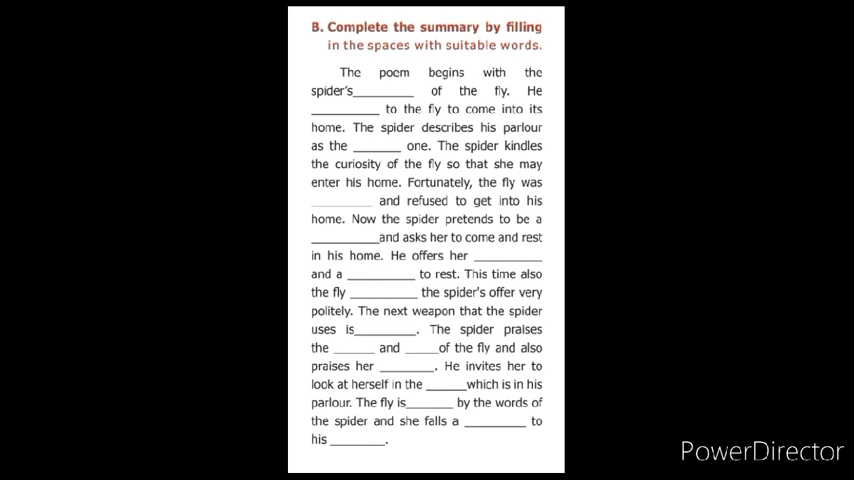 B. Complete the summary by filling
in the spaces with suitable words.
The poem begins with the
spider's_________ of the fly. He
__________ to the fly to come into its
home. The spider describes his parlour
as the _______ one. The spider kindles
the curiosity of the fly so that she may
enter his home. Fortunately, the fly was
_________ and refused to get into his
home. Now the spider pretends to be a
__________and asks her to come and rest
in his home. He offers her __________
and a __________ to rest. This time also
the fly __________ the spider's offer very
politely. The next weapon that the spider
uses is_________. The spider praises
the ______ and _____of the fly and also
praises her ________. He invites her to
look at herself in the ______which is in his
parlour. The fly is_______ by the words of
the spider and she falls a _________ to
his ________.
PowerDirector